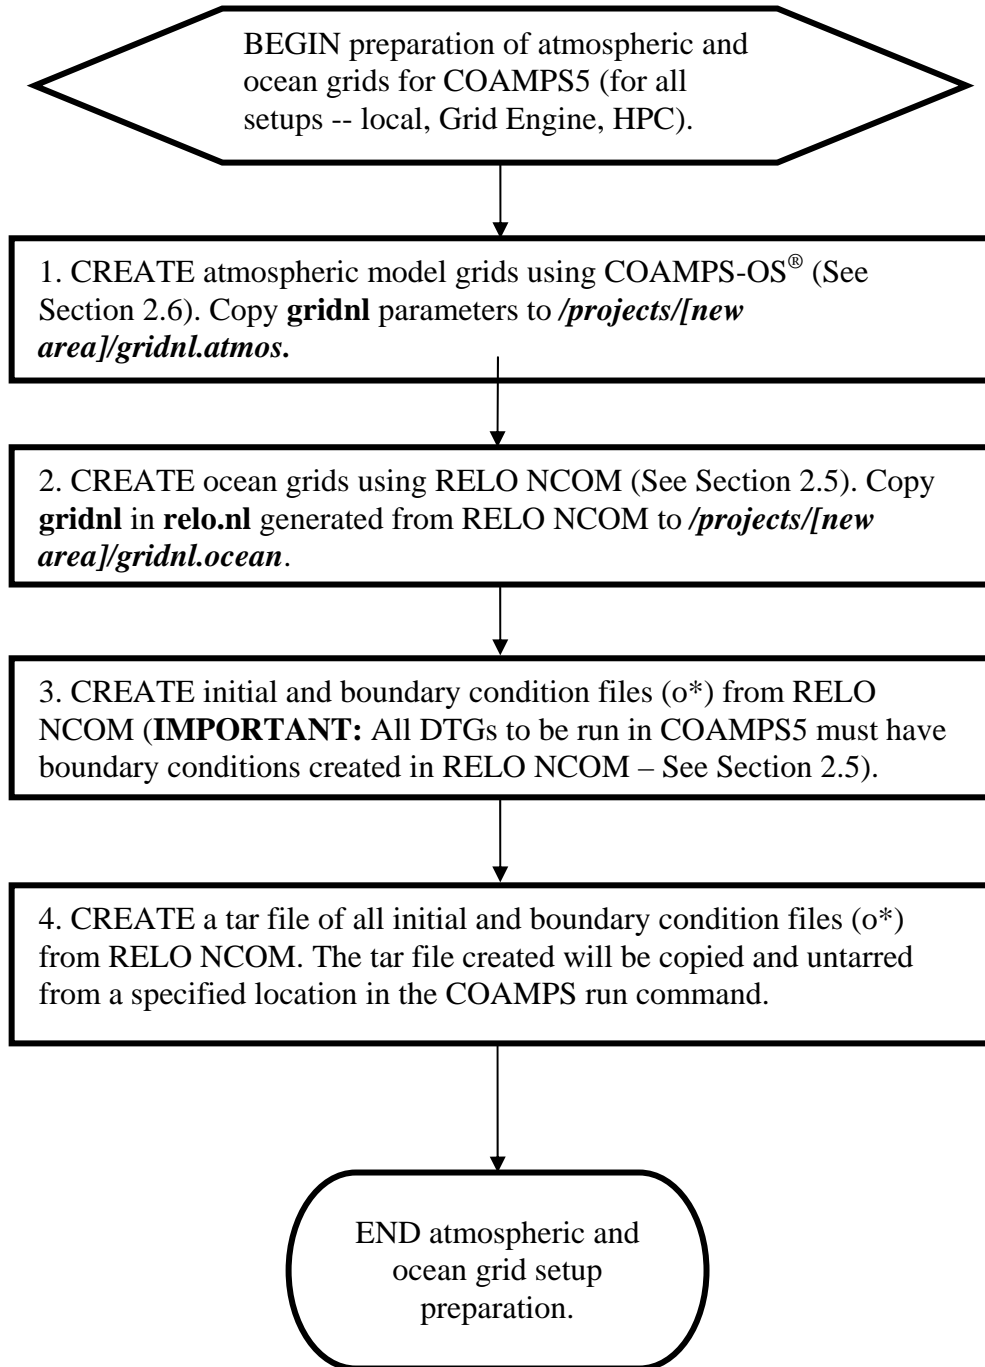 BEGIN preparation of atmospheric and
ocean grids for COAMPS5 (for all
setups -- local, Grid Engine, HPC).
1. CREATE atmospheric model grids using COAMPS-OS® (See
Section 2.6). Copy gridnl parameters to /projects/[new
area]/gridnl.atmos.
2. CREATE ocean grids using RELO NCOM (See Section 2.5). Copy
gridnl in relo.nl generated from RELO NCOM to /projects/[new
area]/gridnl.ocean.
3. CREATE initial and boundary condition files (o*) from RELO
NCOM (IMPORTANT: All DTGs to be run in COAMPS5 must have
boundary conditions created in RELO NCOM – See Section 2.5).
4. CREATE a tar file of all initial and boundary condition files (o*)
from RELO NCOM. The tar file created will be copied and untarred
from a specified location in the COAMPS run command.
END atmospheric and
ocean grid setup
preparation.